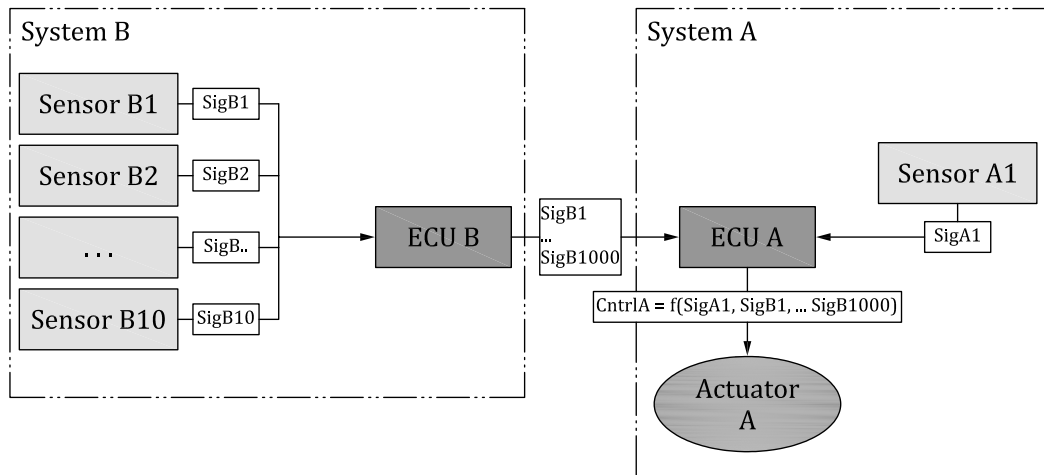 System B
Sensor B1
SigB1
Sensor B2
SigB2
...
SigB..
Sensor B10
SigB10
ECU B
SigB1
...
SigB1000
System A
Sensor A1
SigA1
ECU A
CntrlA = f(SigA1, SigB1, ... SigB1000)
Actuator
A